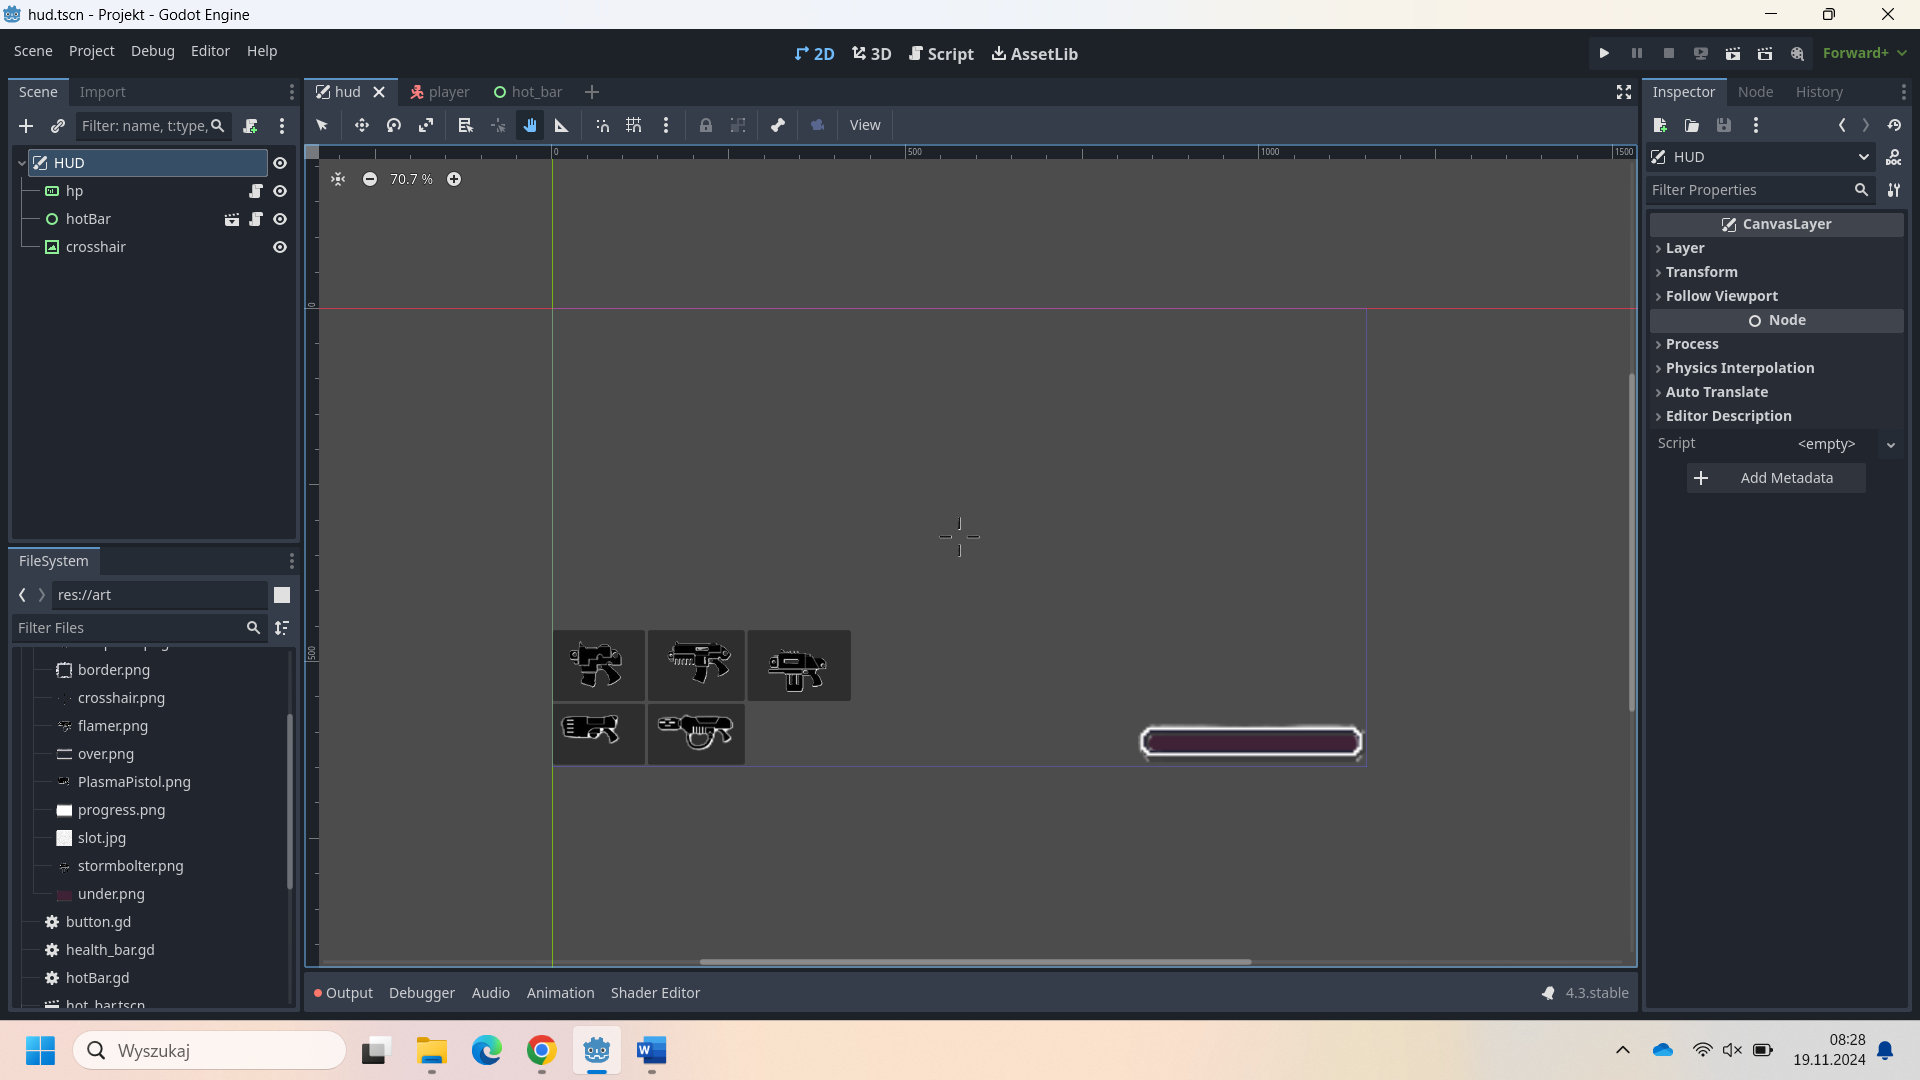 hud.tscn - Projekt - Godot Engine
Scene Project Debug Editor Help
2D 3D Script AssetLib
Forward+
Scene Import
Filter: name, t:type,
HUD
hp
hotBar
crosshair
FileSystem
res://art
Filter Files
border.png
crosshair.png
flamer.png
over.png
PlasmaPistol.png
progress.png
slot.jpg
stormbolter.png
under.png
button.gd
health_bar.gd
hotBar.gd
hot_bar.tscn
hud player hot_bar
View
0 500 1000 1500
70.7 %
0
500
Output Debugger Audio Animation Shader Editor
4.3.stable
Inspector Node History
HUD
Filter Properties
CanvasLayer
Layer
Transform
Follow Viewport
Node
Process
Physics Interpolation
Auto Translate
Editor Description
Script <empty>
Add Metadata
Wyszukaj
08:28
19.11.2024